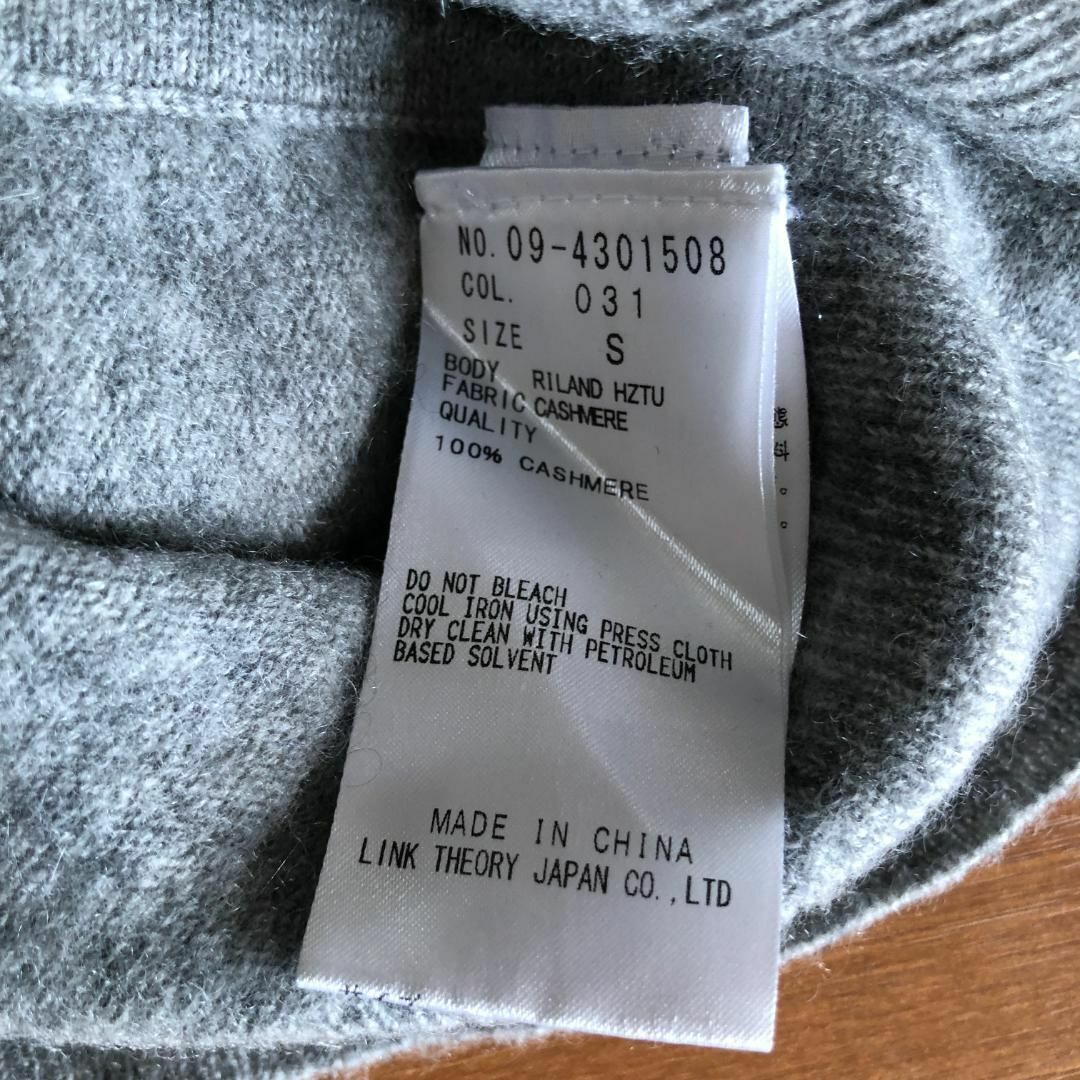 NO. 09-4301508
COL. 031
SIZE S
BODY RILAND HZTU
FABRIC CASHMERE
QUALITY
100% CASHMERE
DO NOT BLEACH
COOL IRON USING PRESS CLOTH
DRY CLEAN WITH PETROLEUM
BASED SOLVENT
MADE IN CHINA
LINK THEORY JAPAN CO.,LTD